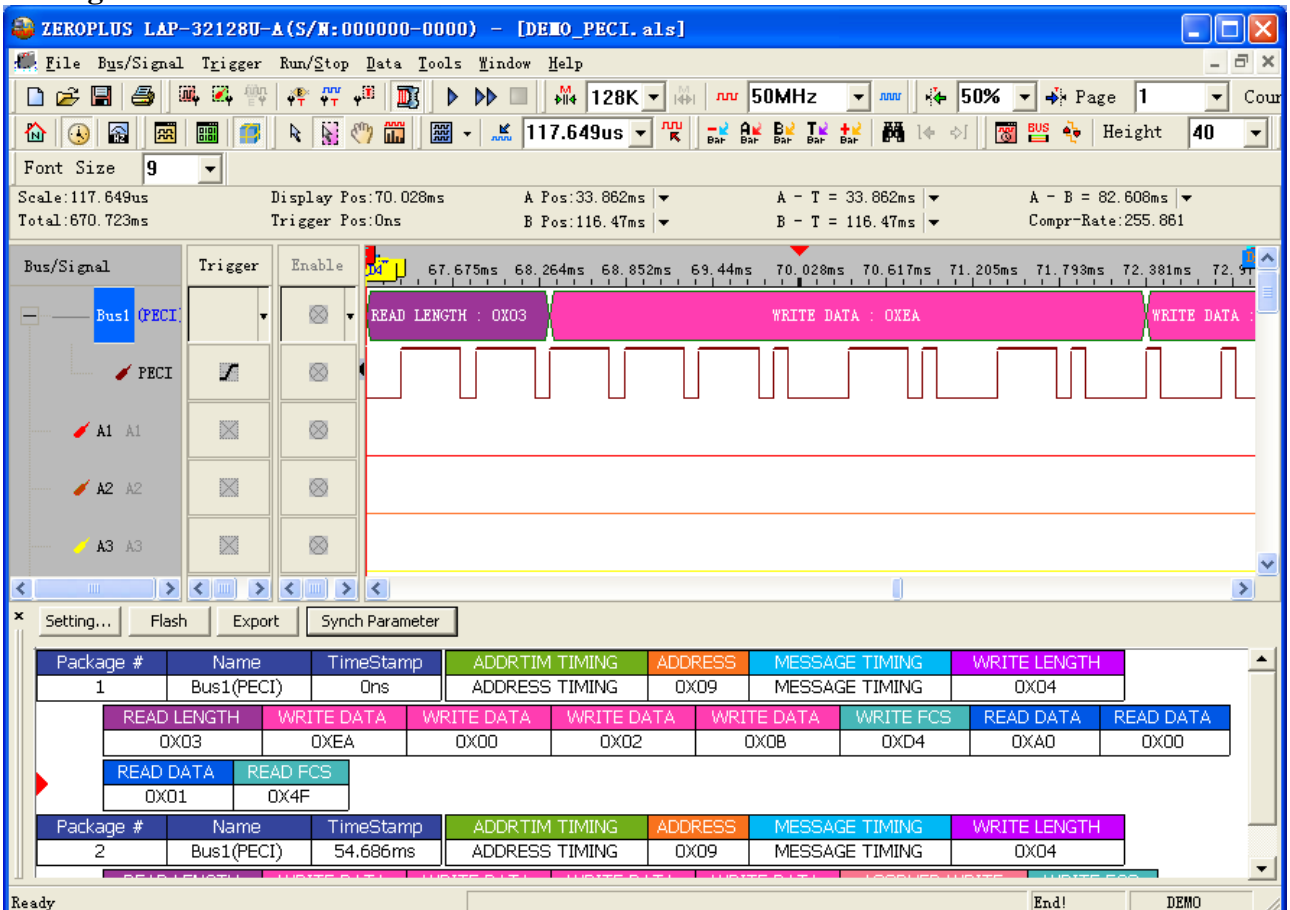 ZEROPLUS LAP-32128U-A(S/N:000000-0000) - [DEMO_PECI.als]
File Bus/Signal Trigger Run/Stop Data Tools Window Help
128K 50MHz 50% Page 1 Coun
117.649us Bar Bar Bar Bar Bar BUS Height 40
Font Size 9
Scale:117.649us Display Pos:70.028ms A Pos:33.862ms A - T = 33.862ms A - B = 82.608ms
Total:670.723ms Trigger Pos:0ns B Pos:116.47ms B - T = 116.47ms Compr-Rate:255.861
Bus/Signal Trigger Enable 67.675ms 68.264ms 68.852ms 69.44ms 70.028ms 70.617ms 71.205ms 71.793ms 72.381ms 72.
Bus1 (PECI) READ LENGTH : 0X03 WRITE DATA : 0XEA WRITE DATA :
PECI
A1 A1
A2 A2
A3 A3
Setting... Flash Export Synch Parameter
Package # Name TimeStamp ADDRTIM TIMING ADDRESS MESSAGE TIMING WRITE LENGTH
1 Bus1(PECI) 0ns ADDRESS TIMING 0X09 MESSAGE TIMING 0X04
READ LENGTH WRITE DATA WRITE DATA WRITE DATA WRITE DATA WRITE FCS READ DATA READ DATA
0X03 0XEA 0X00 0X02 0X0B 0XD4 0XA0 0X00
READ DATA READ FCS
0X01 0X4F
Package # Name TimeStamp ADDRTIM TIMING ADDRESS MESSAGE TIMING WRITE LENGTH
2 Bus1(PECI) 54.686ms ADDRESS TIMING 0X09 MESSAGE TIMING 0X04
Ready End! DEMO